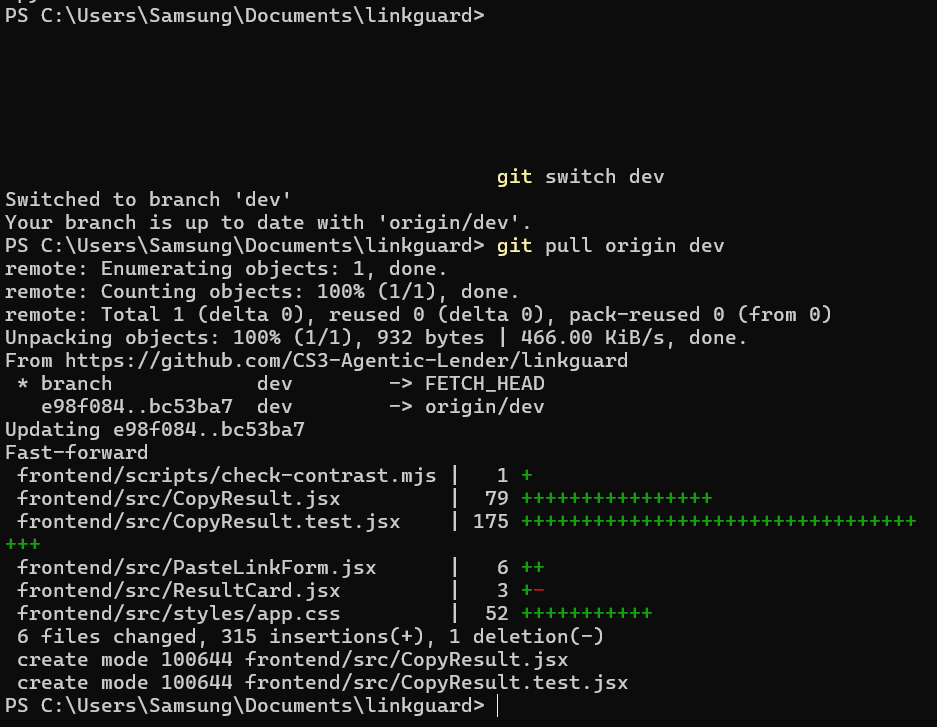 PS C:\Users\Samsung\Documents\linkguard>
git switch dev
Switched to branch 'dev'
Your branch is up to date with 'origin/dev'.
PS C:\Users\Samsung\Documents\linkguard> git pull origin dev
remote: Enumerating objects: 1, done.
remote: Counting objects: 100% (1/1), done.
remote: Total 1 (delta 0), reused 0 (delta 0), pack-reused 0 (from 0)
Unpacking objects: 100% (1/1), 932 bytes | 466.00 KiB/s, done.
From https://github.com/CS3-Agentic-Lender/linkguard
 * branch            dev        -> FETCH_HEAD
   e98f084..bc53ba7  dev        -> origin/dev
Updating e98f084..bc53ba7
Fast-forward
 frontend/scripts/check-contrast.mjs |   1 +
 frontend/src/CopyResult.jsx         |  79 ++++++++++++++++
 frontend/src/CopyResult.test.jsx    | 175 +++++++++++++++++++++++++++++++++
+++
 frontend/src/PasteLinkForm.jsx      |   6 ++
 frontend/src/ResultCard.jsx         |   3 +-
 frontend/src/styles/app.css         |  52 +++++++++++
 6 files changed, 315 insertions(+), 1 deletion(-)
 create mode 100644 frontend/src/CopyResult.jsx
 create mode 100644 frontend/src/CopyResult.test.jsx
PS C:\Users\Samsung\Documents\linkguard>